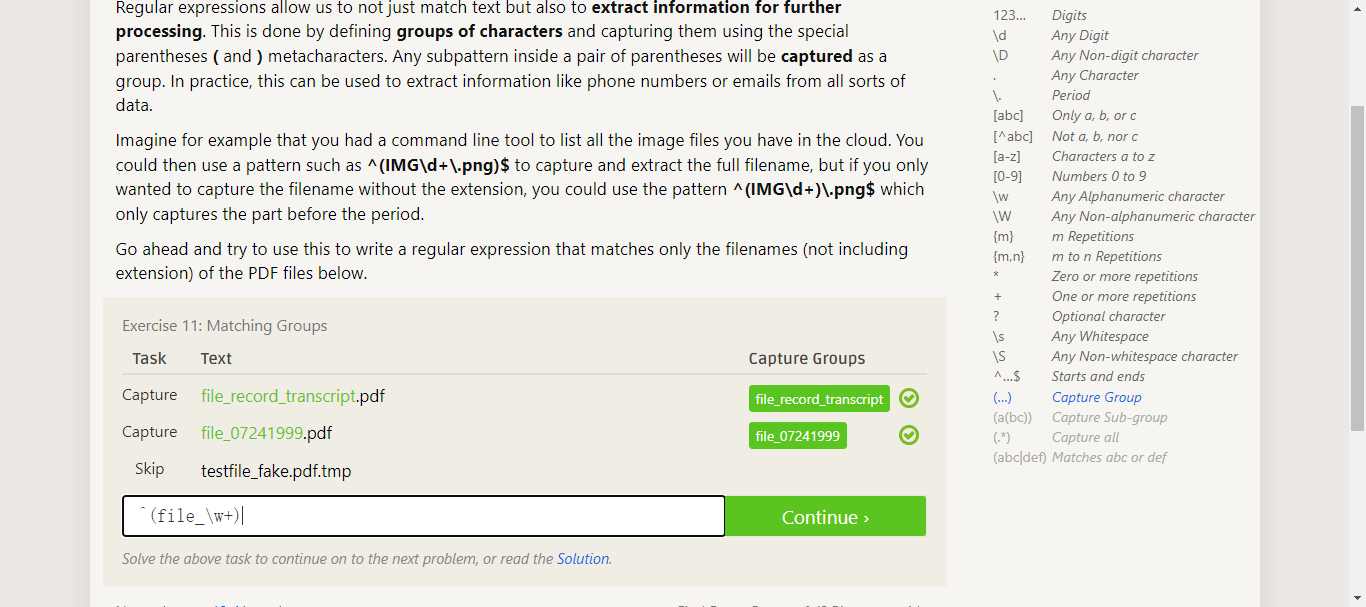 Regular expressions allow us to not just match text but also to extract information for further
processing. This is done by defining groups of characters and capturing them using the special
parentheses ( and ) metacharacters. Any subpattern inside a pair of parentheses will be captured as a
group. In practice, this can be used to extract information like phone numbers or emails from all sorts of
data.
Imagine for example that you had a command line tool to list all the image files you have in the cloud. You
could then use a pattern such as ^(IMG\d+\.png)$ to capture and extract the full filename, but if you only
wanted to capture the filename without the extension, you could use the pattern ^(IMG\d+)\.png$ which
only captures the part before the period.
Go ahead and try to use this to write a regular expression that matches only the filenames (not including
extension) of the PDF files below.
Exercise 11: Matching Groups
Task Text Capture Groups
Capture file_record_transcript.pdf file_record_transcript
Capture file_07241999.pdf file_07241999
Skip testfile_fake.pdf.tmp
^(file_\w+)
Continue ›
Solve the above task to continue on to the next problem, or read the Solution.
123... Digits
\d Any Digit
\D Any Non-digit character
. Any Character
\. Period
[abc] Only a, b, or c
[^abc] Not a, b, nor c
[a-z] Characters a to z
[0-9] Numbers 0 to 9
\w Any Alphanumeric character
\W Any Non-alphanumeric character
{m} m Repetitions
{m,n} m to n Repetitions
* Zero or more repetitions
+ One or more repetitions
? Optional character
\s Any Whitespace
\S Any Non-whitespace character
^...$ Starts and ends
(...) Capture Group
(a(bc)) Capture Sub-group
(.*) Capture all
(abc|def) Matches abc or def